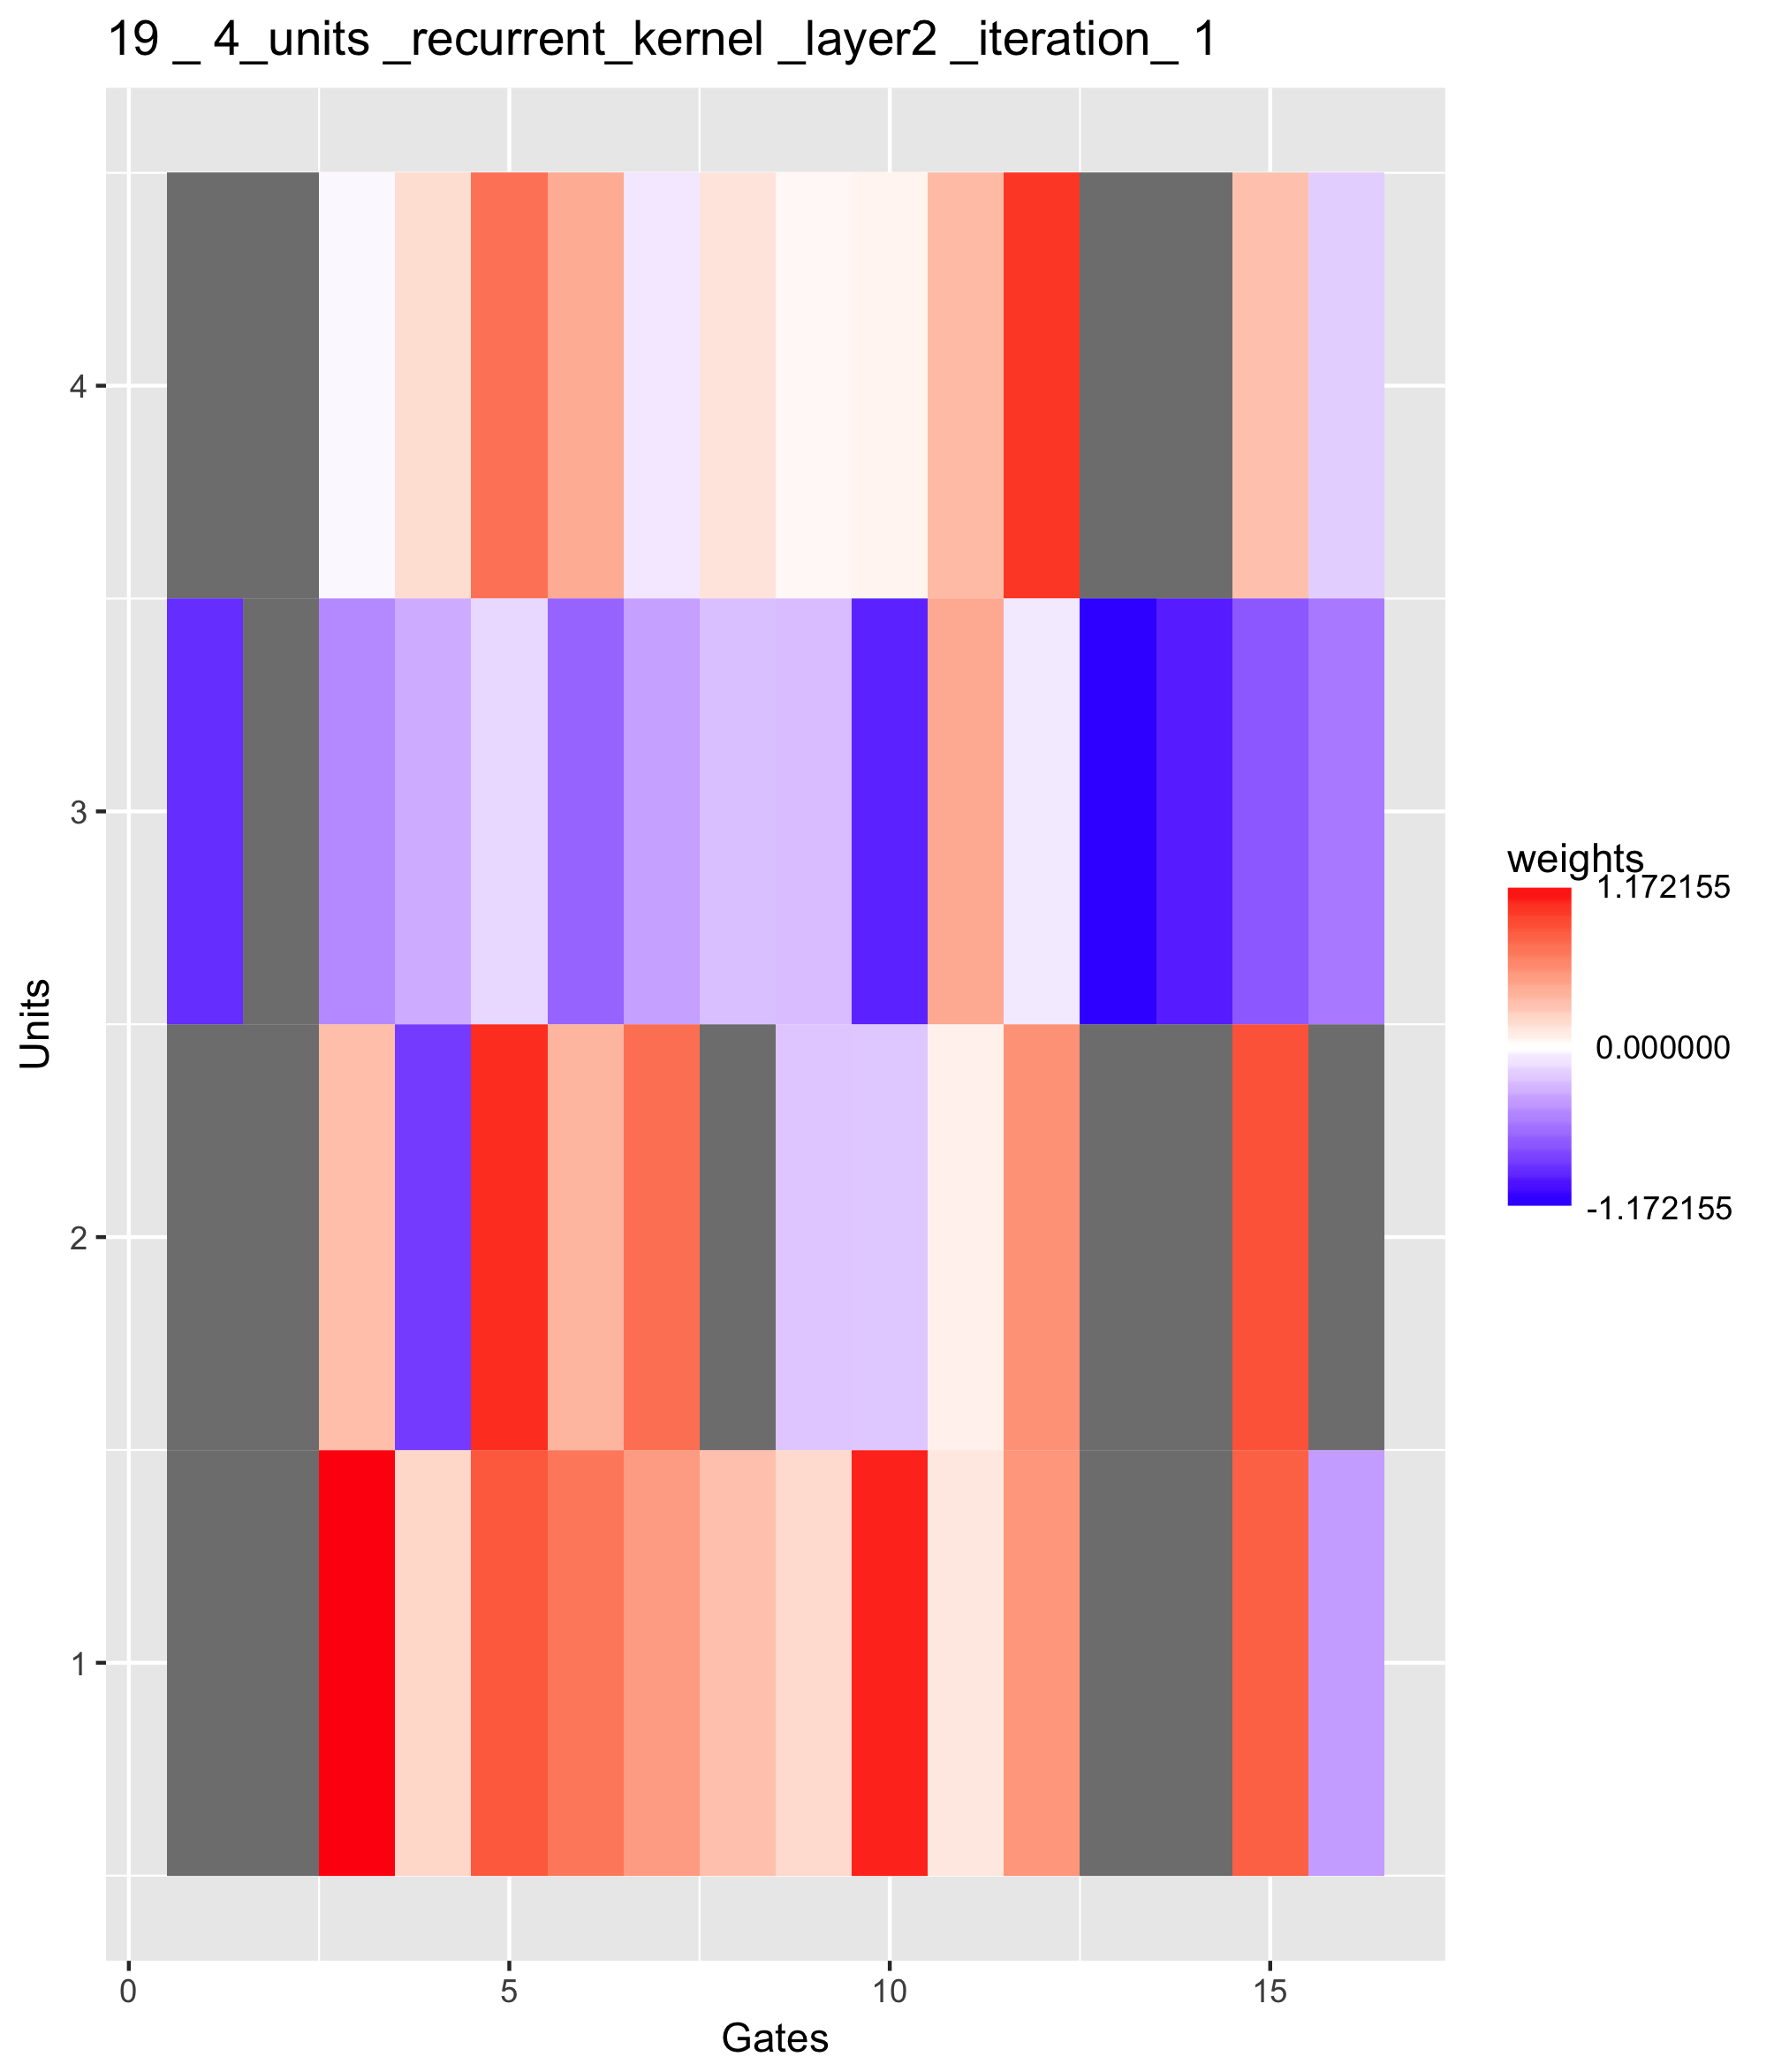 19 _ 4_units _recurrent_kernel _layer2 _iteration_ 1
4
3
2
1
Units
0 5 10 15
Gates
weights
1.172155
0.000000
-1.172155